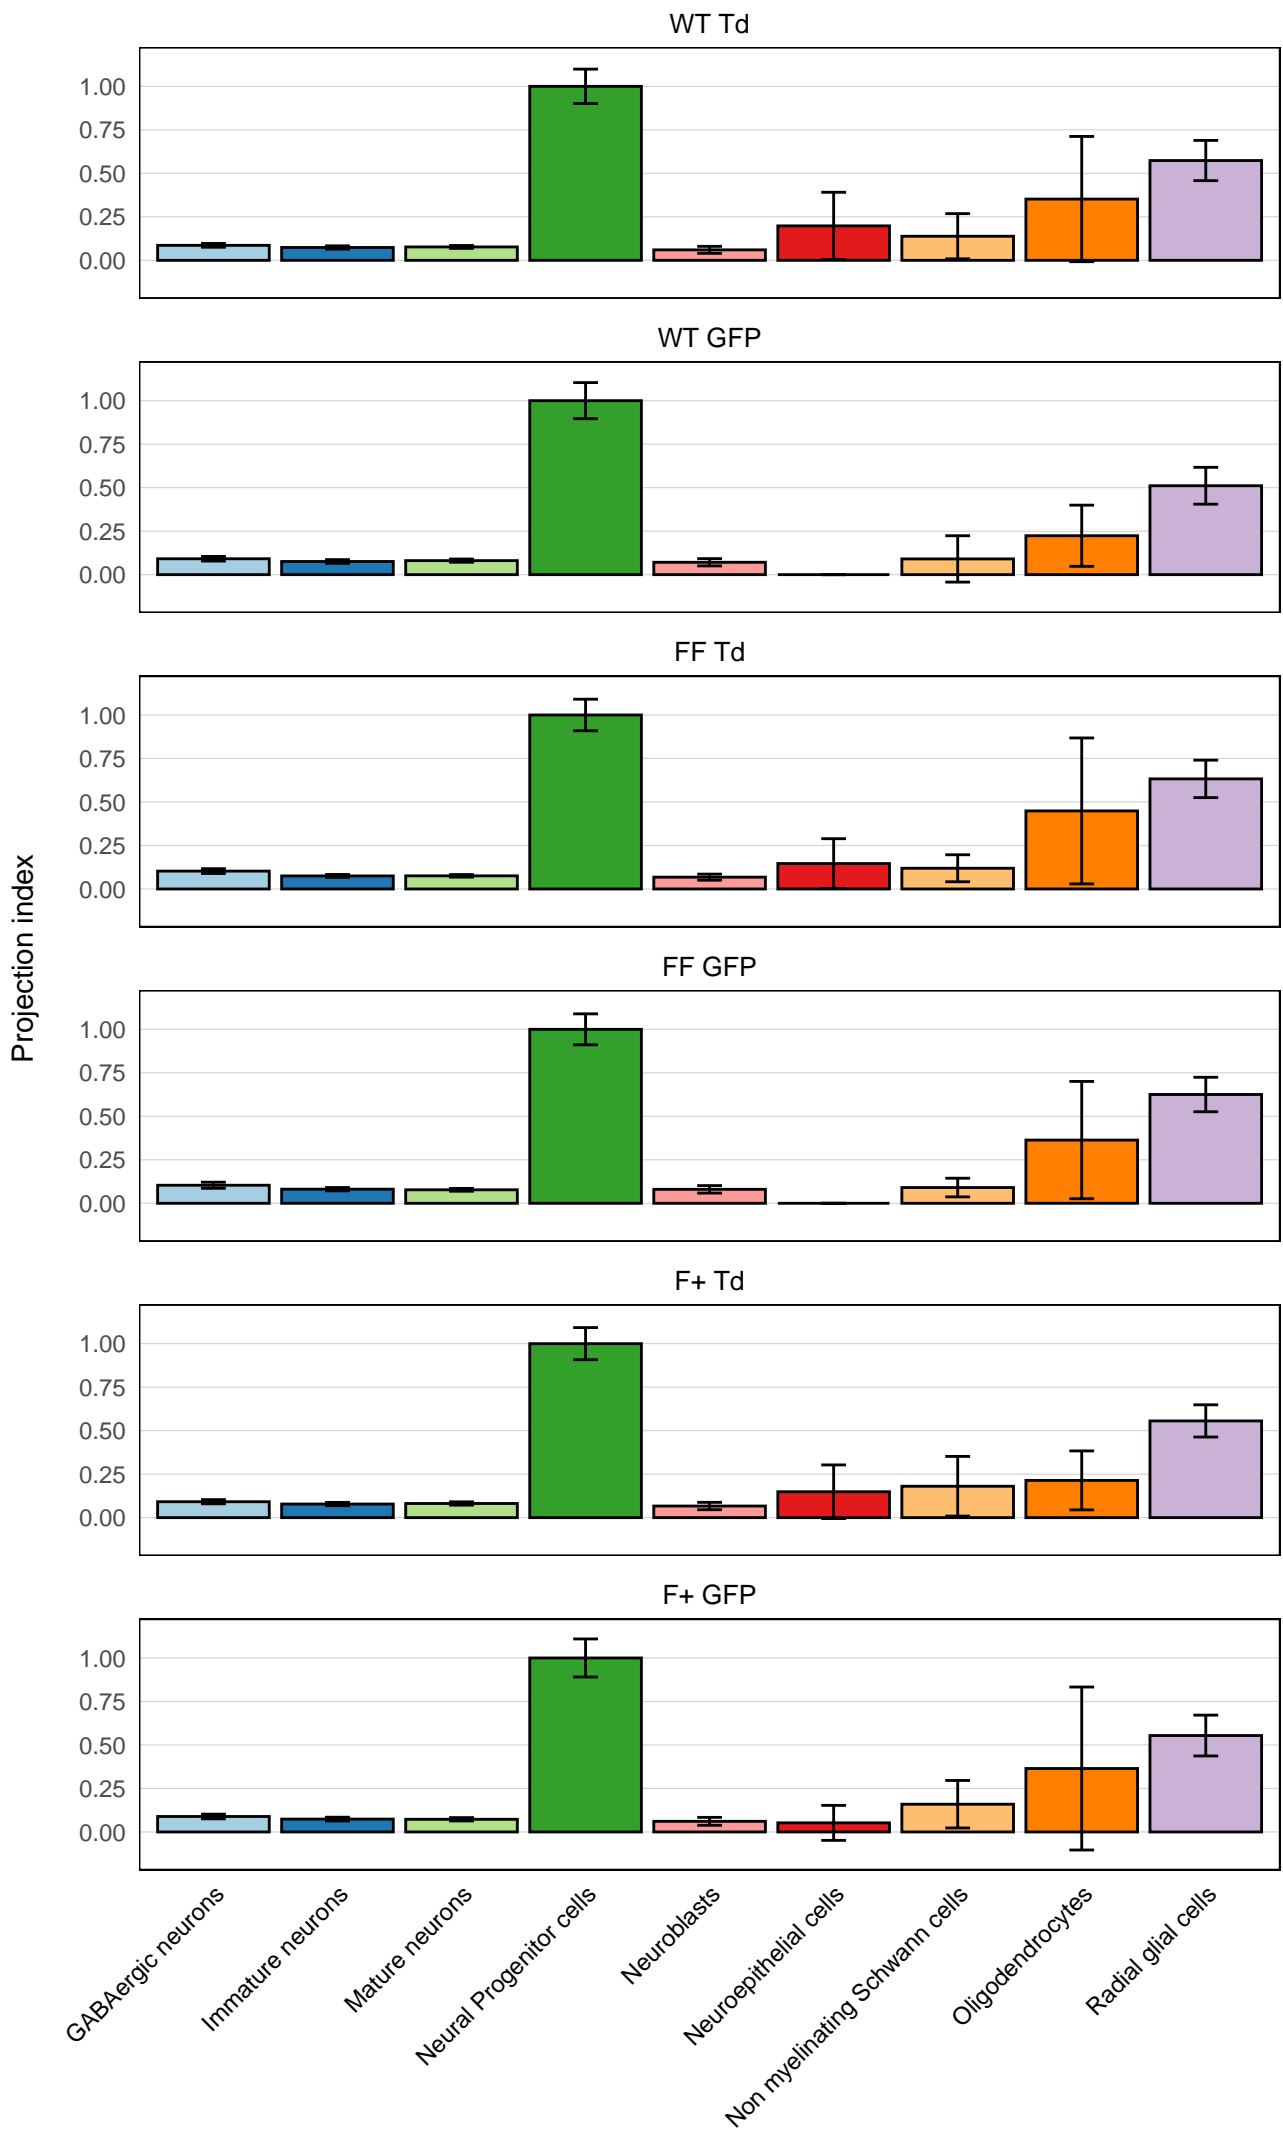 WT Td
1.00
0.75
0.50
0.25
0.00
WT GFP
1.00
0.75
0.50
0.25
0.00
FF Td
1.00
0.75
0.50
0.25
0.00
Projection index
FF GFP
1.00
0.75
0.50
0.25
0.00
F+ Td
1.00
0.75
0.50
0.25
0.00
F+ GFP
1.00
0.75
0.50
0.25
0.00
GABAergic neurons
Immature neurons
Mature neurons
Neural Progenitor cells
Neuroblasts
Neuroepithelial cells
Non myelinating Schwann cells
Oligodendrocytes
Radial glial cells